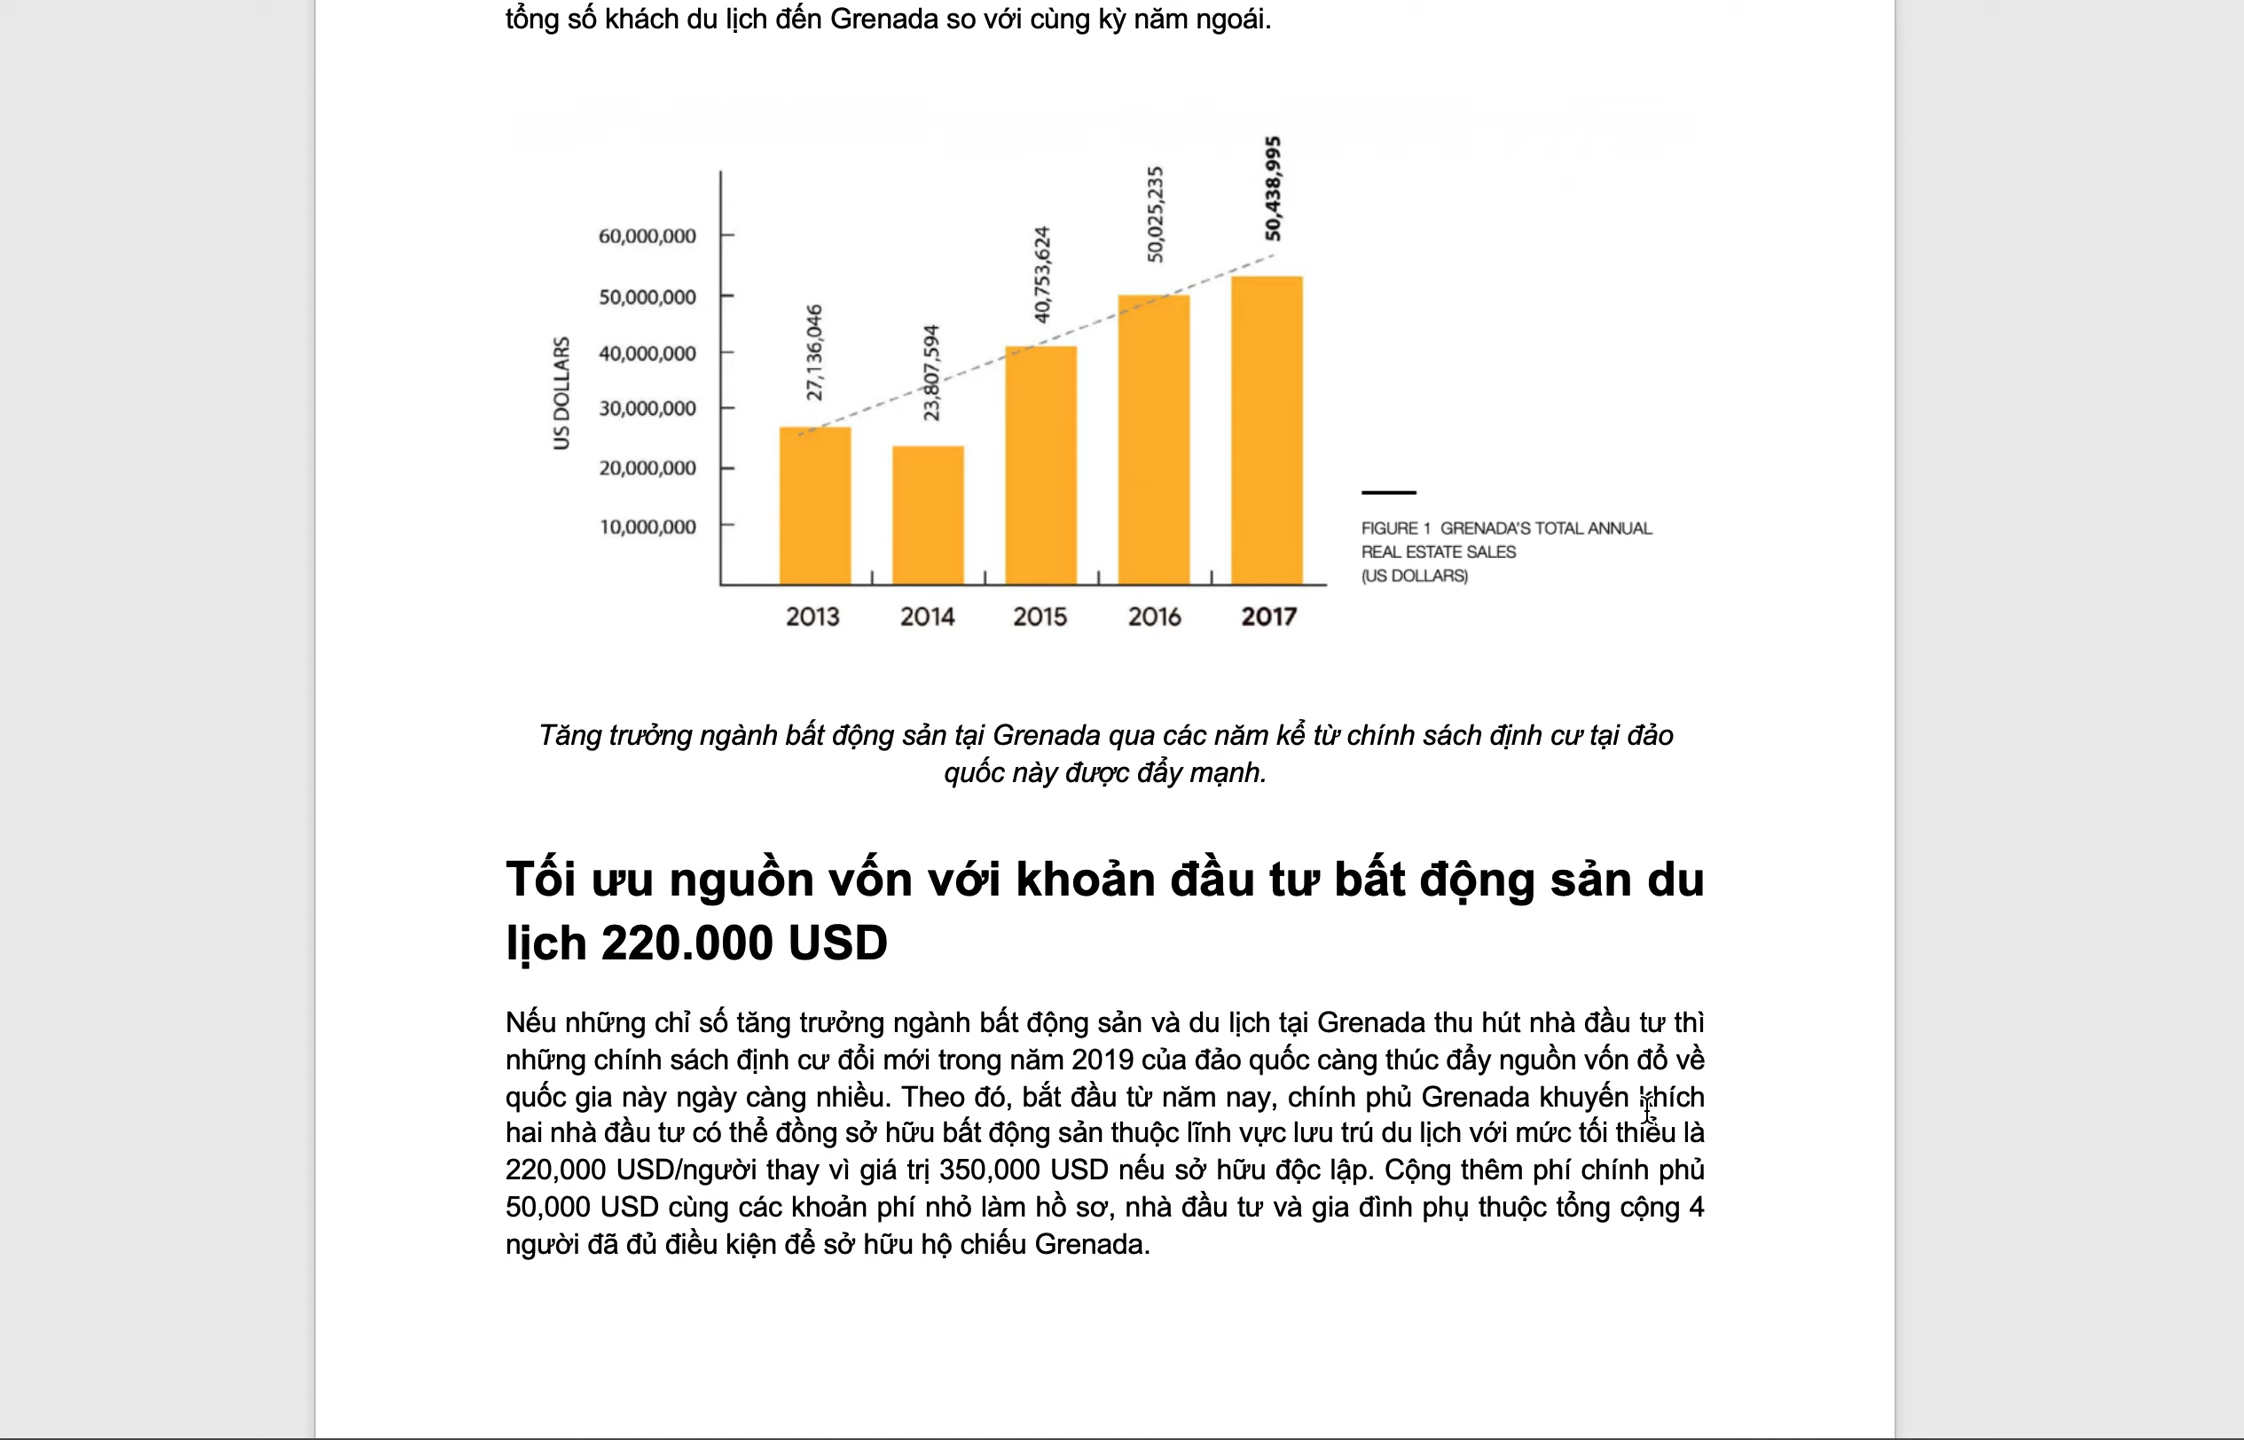 tổng số khách du lịch đến Grenada so với cùng kỳ năm ngoái.
US DOLLARS
60,000,000
50,000,000
40,000,000
30,000,000
20,000,000
10,000,000
27,136,046
23,807,594
40,753,624
50,025,235
50,438,995
2013
2014
2015
2016
2017
FIGURE 1 GRENADA'S TOTAL ANNUAL
REAL ESTATE SALES
(US DOLLARS)
Tăng trưởng ngành bất động sản tại Grenada qua các năm kể từ chính sách định cư tại đảo
quốc này được đẩy mạnh.
Tối ưu nguồn vốn với khoản đầu tư bất động sản du
lịch 220.000 USD
Nếu những chỉ số tăng trưởng ngành bất động sản và du lịch tại Grenada thu hút nhà đầu tư thì
những chính sách định cư đổi mới trong năm 2019 của đảo quốc càng thúc đẩy nguồn vốn đổ về
quốc gia này ngày càng nhiều. Theo đó, bắt đầu từ năm nay, chính phủ Grenada khuyến khích
hai nhà đầu tư có thể đồng sở hữu bất động sản thuộc lĩnh vực lưu trú du lịch với mức tối thiểu là
220,000 USD/người thay vì giá trị 350,000 USD nếu sở hữu độc lập. Cộng thêm phí chính phủ
50,000 USD cùng các khoản phí nhỏ làm hồ sơ, nhà đầu tư và gia đình phụ thuộc tổng cộng 4
người đã đủ điều kiện để sở hữu hộ chiếu Grenada.